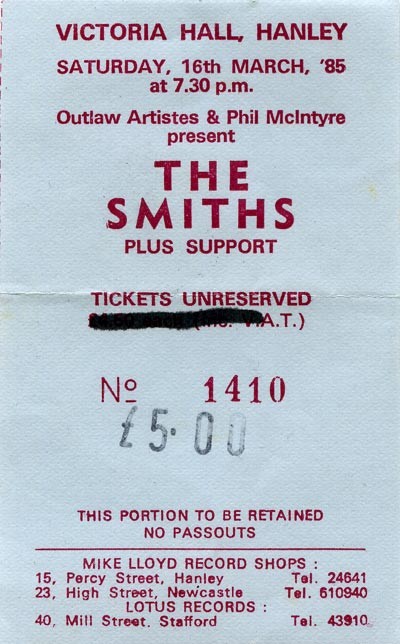 VICTORIA HALL, HANLEY
SATURDAY, 16th MARCH, '85
at 7.30 p.m.
Outlaw Artistes & Phil McIntyre
present
THE
SMITHS
PLUS SUPPORT
TICKETS UNRESERVED
(inc. V.A.T.)
No 1410
£5.00
THIS PORTION TO BE RETAINED
NO PASSOUTS
MIKE LLOYD RECORD SHOPS :
15, Percy Street, Hanley Tel. 24641
23, High Street, Newcastle Tel. 610940
LOTUS RECORDS :
40, Mill Street, Stafford Tel. 43910